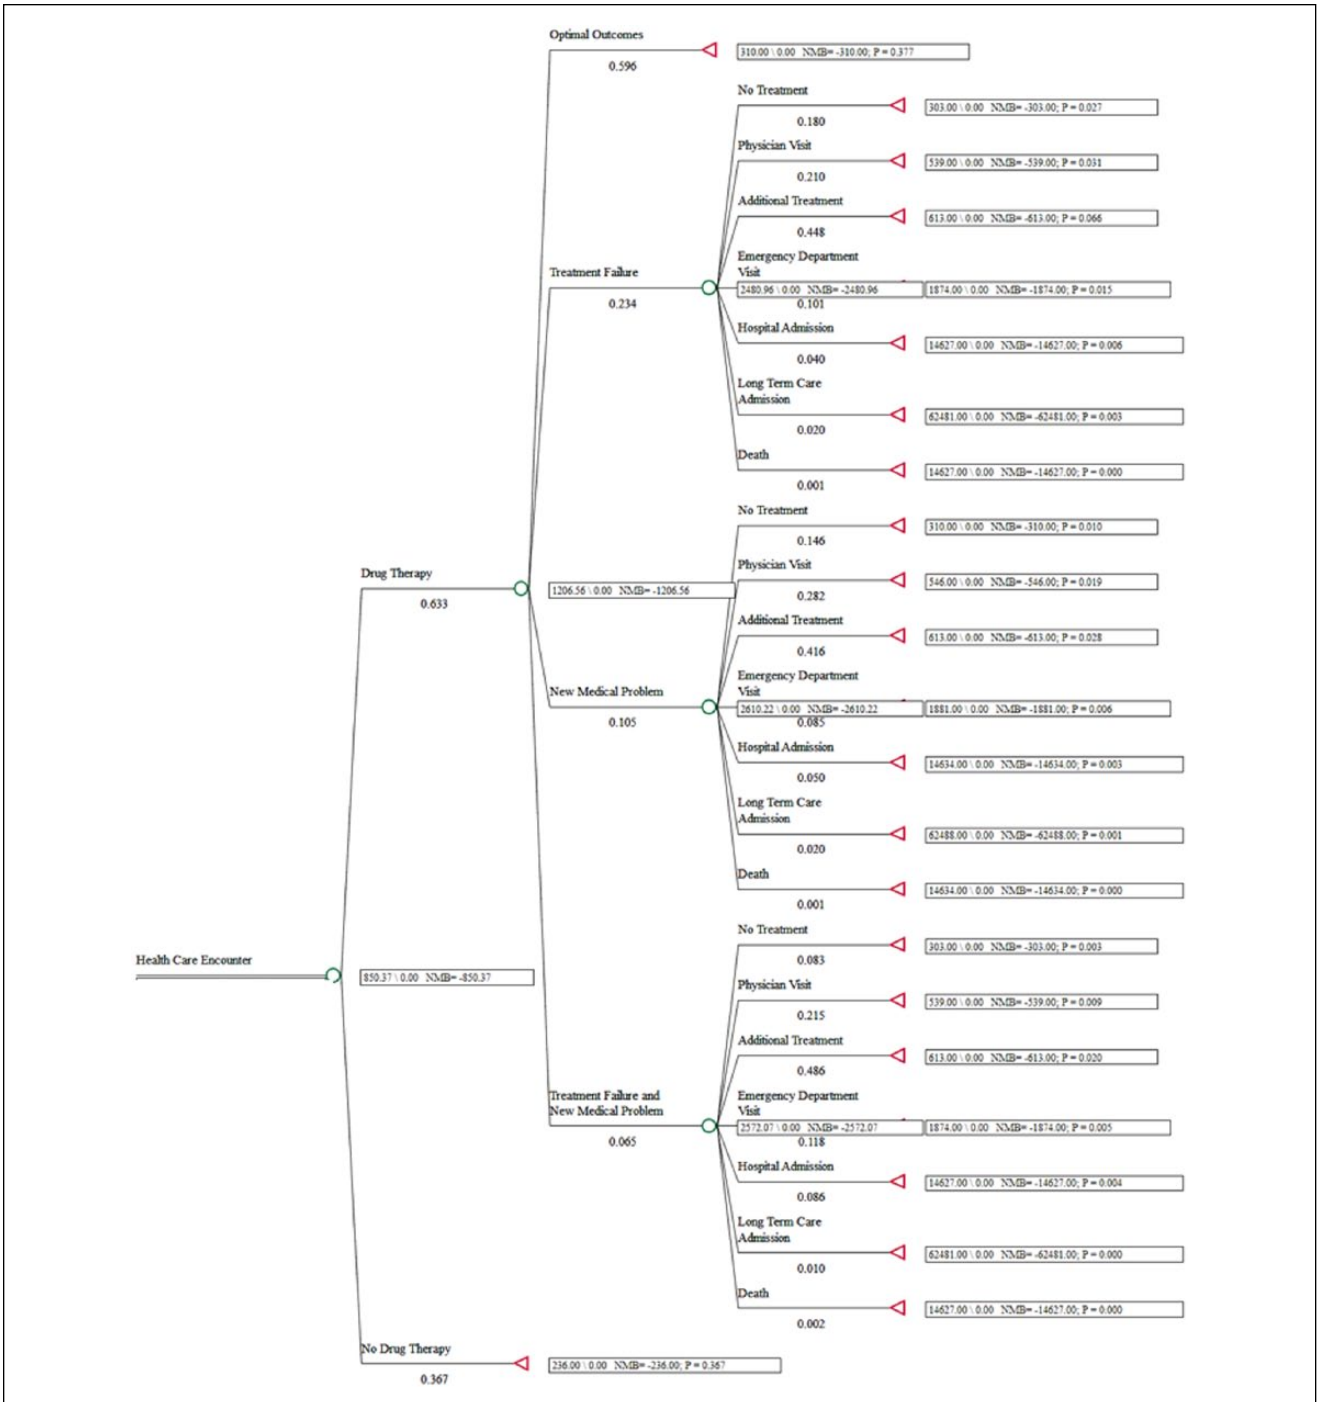 Optimal Outcomes
310.00 \ 0.00 NMB= -310.00; P = 0.377
0.596
No Treatment
303.00 \ 0.00 NMB= -303.00; P = 0.027
0.180
Physician Visit
539.00 \ 0.00 NMB= -539.00; P = 0.031
0.210
Additional Treatment
613.00 \ 0.00 NMB= -613.00; P = 0.066
0.448
Emergency Department
Visit
Treatment Failure
2480.96 \ 0.00 NMB= -2480.96
1874.00 \ 0.00 NMB= -1874.00; P = 0.015
0.234
0.101
Hospital Admission
14627.00 \ 0.00 NMB= -14627.00; P = 0.006
0.040
Long Term Care
Admission
62481.00 \ 0.00 NMB= -62481.00; P = 0.003
0.020
Death
14627.00 \ 0.00 NMB= -14627.00; P = 0.000
0.001
No Treatment
310.00 \ 0.00 NMB= -310.00; P = 0.010
0.146
Physician Visit
546.00 \ 0.00 NMB= -546.00; P = 0.019
0.282
Drug Therapy
1206.56 \ 0.00 NMB= -1206.56
0.633
Additional Treatment
613.00 \ 0.00 NMB= -613.00; P = 0.028
0.416
Emergency Department
Visit
New Medical Problem
2610.22 \ 0.00 NMB= -2610.22
1881.00 \ 0.00 NMB= -1881.00; P = 0.006
0.105
0.085
Hospital Admission
14634.00 \ 0.00 NMB= -14634.00; P = 0.003
0.050
Long Term Care
Admission
62488.00 \ 0.00 NMB= -62488.00; P = 0.001
0.020
Death
14634.00 \ 0.00 NMB= -14634.00; P = 0.000
0.001
No Treatment
303.00 \ 0.00 NMB= -303.00; P = 0.003
0.083
Health Care Encounter
850.37 \ 0.00 NMB= -850.37
Physician Visit
539.00 \ 0.00 NMB= -539.00; P = 0.009
0.215
Additional Treatment
613.00 \ 0.00 NMB= -613.00; P = 0.020
0.486
Emergency Department
Visit
Treatment Failure and
New Medical Problem
2572.07 \ 0.00 NMB= -2572.07
1874.00 \ 0.00 NMB= -1874.00; P = 0.005
0.065
0.118
Hospital Admission
14627.00 \ 0.00 NMB= -14627.00; P = 0.004
0.086
Long Term Care
Admission
62481.00 \ 0.00 NMB= -62481.00; P = 0.000
0.010
Death
14627.00 \ 0.00 NMB= -14627.00; P = 0.000
0.002
No Drug Therapy
236.00 \ 0.00 NMB= -236.00; P = 0.367
0.367